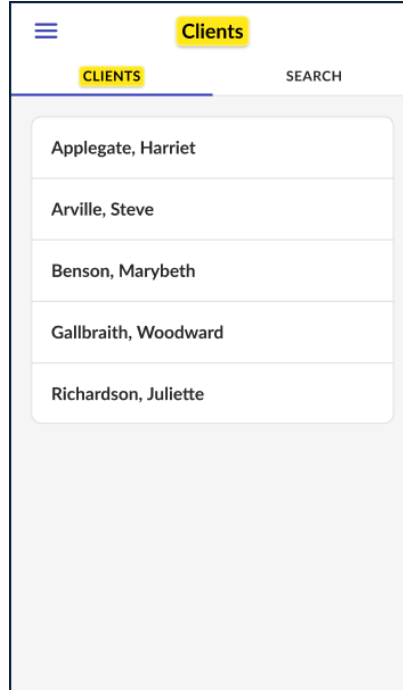 Clients
CLIENTS
SEARCH
Applegate, Harriet
Arville, Steve
Benson, Marybeth
Gallbraith, Woodward
Richardson, Juliette